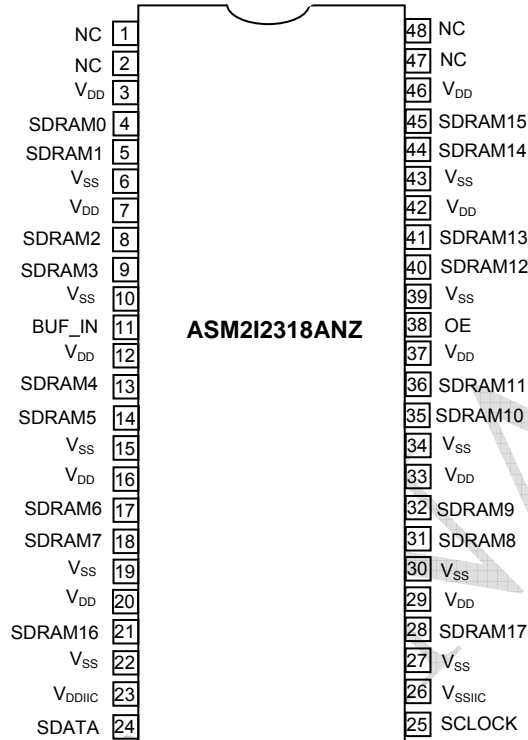 NC 1 48 NC
NC 2 47 NC
VDD 3 46 VDD
SDRAM0 4 45 SDRAM15
SDRAM1 5 44 SDRAM14
VSS 6 43 VSS
VDD 7 42 VDD
SDRAM2 8 41 SDRAM13
SDRAM3 9 40 SDRAM12
VSS 10 39 VSS
BUF_IN 11 ASM2I2318ANZ 38 OE
VDD 12 37 VDD
SDRAM4 13 36 SDRAM11
SDRAM5 14 35 SDRAM10
VSS 15 34 VSS
VDD 16 33 VDD
SDRAM6 17 32 SDRAM9
SDRAM7 18 31 SDRAM8
VSS 19 30 VSS
VDD 20 29 VDD
SDRAM16 21 28 SDRAM17
VSS 22 27 VSS
VDDIIC 23 26 VSSIIC
SDATA 24 25 SCLOCK